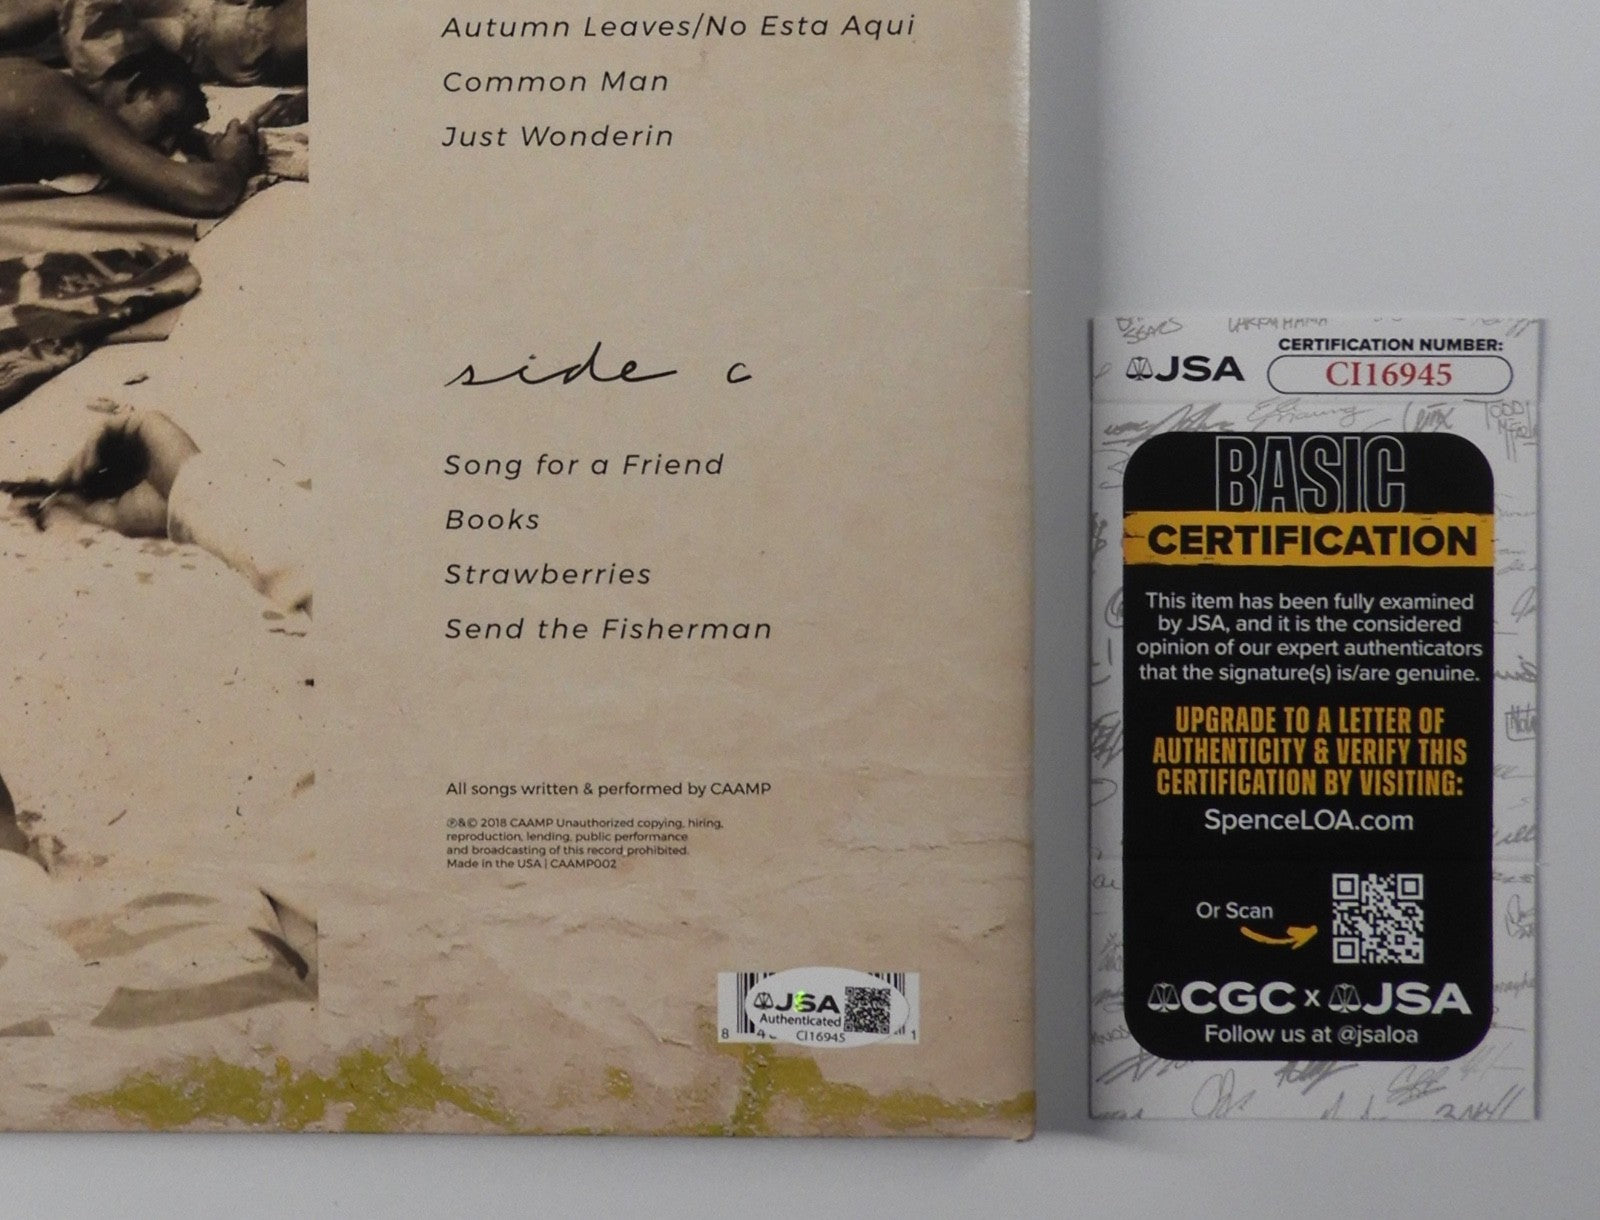 Autumn Leaves/No Esta Aqui
Common Man
Just Wonderin
side c
Song for a Friend
Books
Strawberries
Send the Fisherman
All songs written & performed by CAAMP
℗&© 2018 CAAMP Unauthorized copying, hiring,
reproduction, lending, public performance
and broadcasting of this record prohibited.
Made in the USA | CAAMP002
JSA
Authenticated
CI16945
8 4 1
JSA
CERTIFICATION NUMBER:
CI16945
BASIC
CERTIFICATION
This item has been fully examined
by JSA, and it is the considered
opinion of our expert authenticators
that the signature(s) is/are genuine.
UPGRADE TO A LETTER OF
AUTHENTICITY & VERIFY THIS
CERTIFICATION BY VISITING:
SpenceLOA.com
Or Scan
CGC x JSA
Follow us at @jsaloa